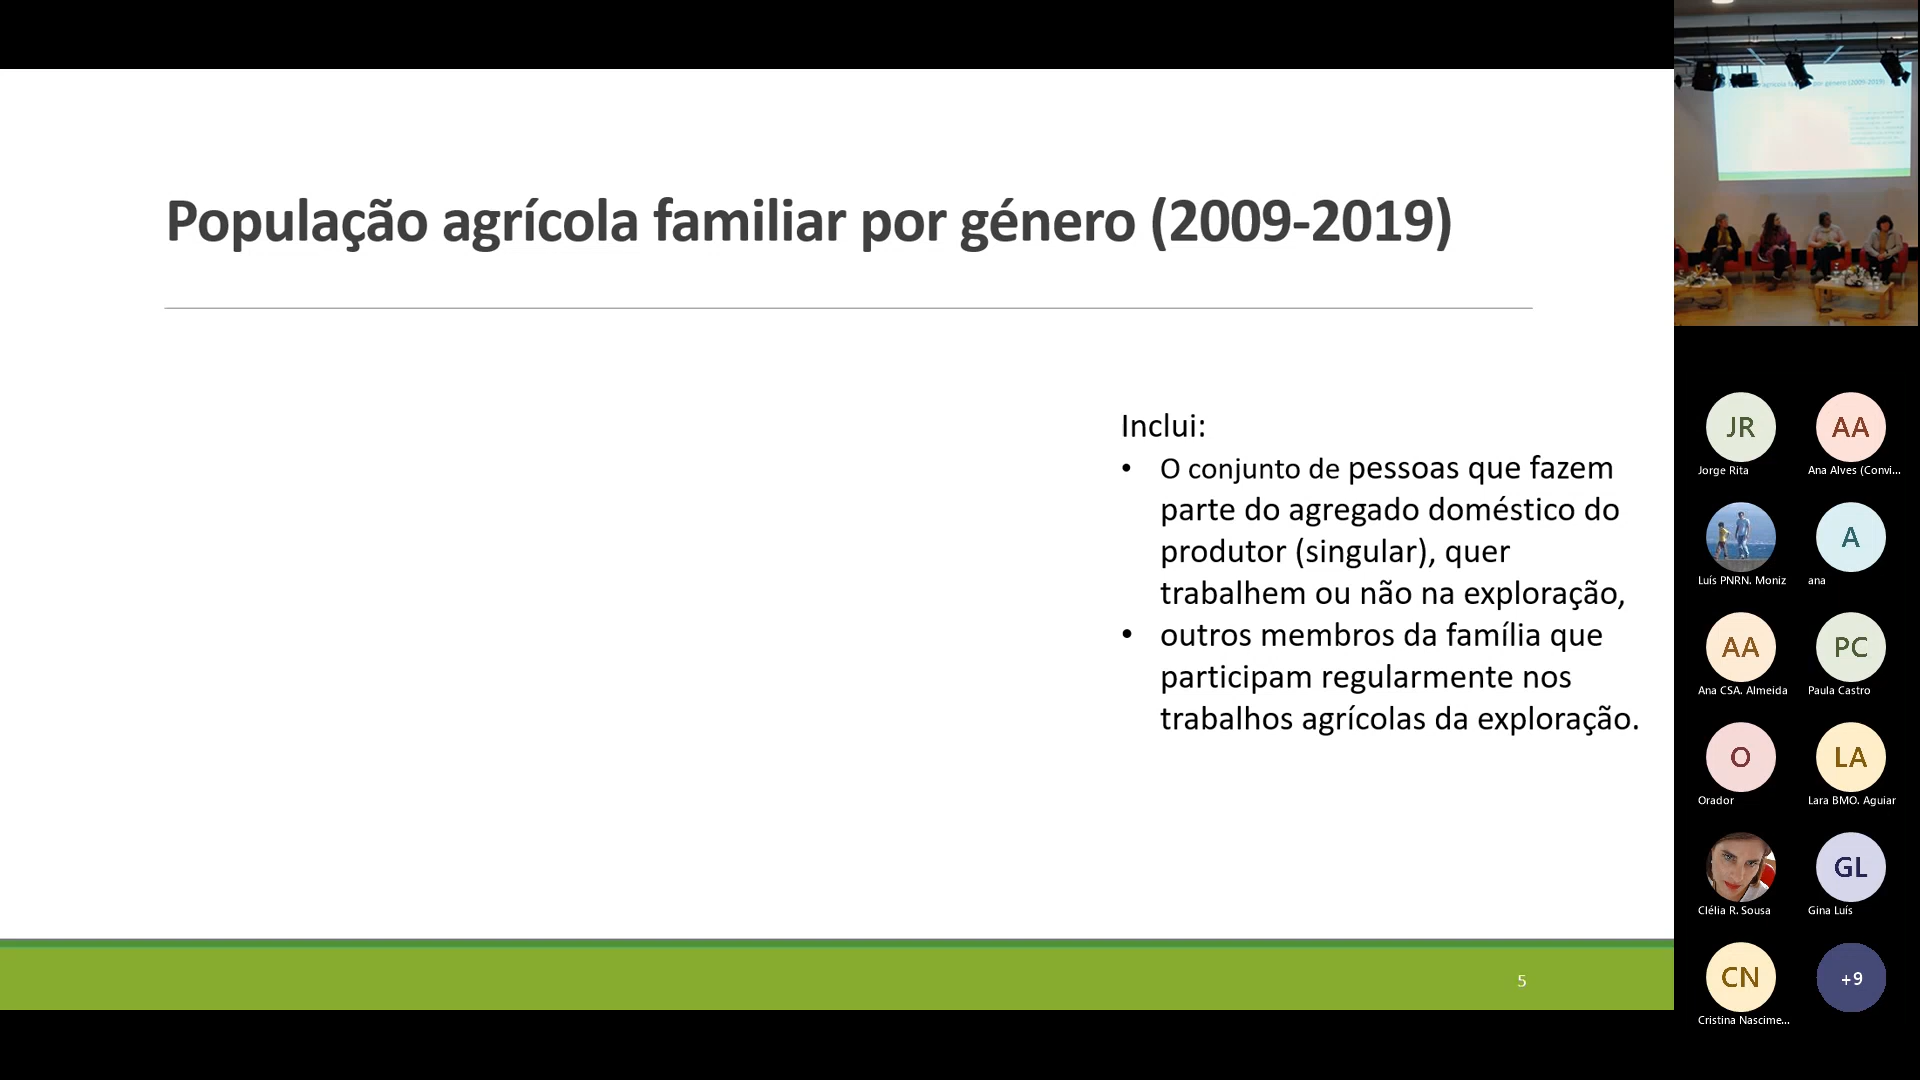 População agrícola familiar por género (2009-2019)
Inclui:
• O conjunto de pessoas que fazem
parte do agregado doméstico do
produtor (singular), quer
trabalhem ou não na exploração,
• outros membros da família que
participam regularmente nos
trabalhos agrícolas da exploração.
5
JR
AA
Jorge Rita
Ana Alves (Convi...
A
Luís PNRN. Moniz
ana
AA
PC
Ana CSA. Almeida
Paula Castro
O
LA
Orador
Lara BMO. Aguiar
GL
Clélia R. Sousa
Gina Luís
CN
+9
Cristina Nascime...